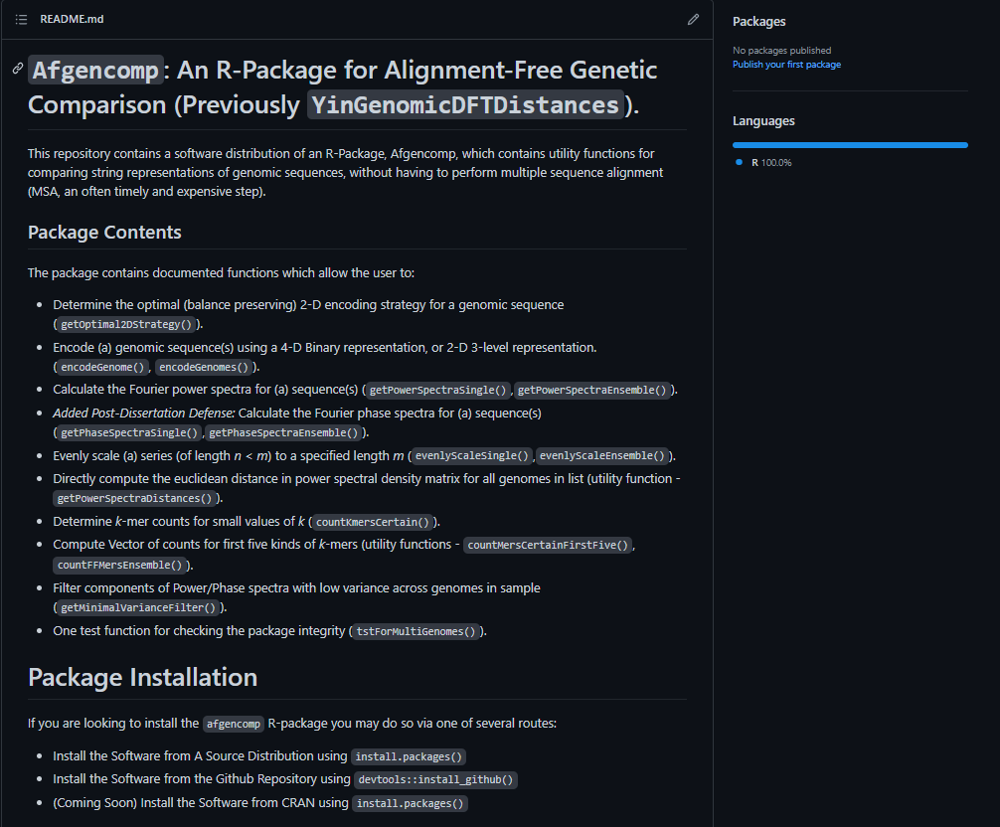 README.md
Afgencomp: An R-Package for Alignment-Free Genetic
Comparison (Previously YinGenomicDFTDistances).
This repository contains a software distribution of an R-Package, Afgencomp, which contains utility functions for
comparing string representations of genomic sequences, without having to perform multiple sequence alignment
(MSA, an often timely and expensive step).
Package Contents
The package contains documented functions which allow the user to:
• Determine the optimal (balance preserving) 2-D encoding strategy for a genomic sequence
(getOptimal2DStrategy()).
• Encode (a) genomic sequence(s) using a 4-D Binary representation, or 2-D 3-level representation.
(encodeGenome(), encodeGenomes()).
• Calculate the Fourier power spectra for (a) sequence(s) (getPowerSpectraSingle(),getPowerSpectraEnsemble()).
• Added Post-Dissertation Defense: Calculate the Fourier phase spectra for (a) sequence(s)
(getPhaseSpectraSingle(),getPhaseSpectraEnsemble()).
• Evenly scale (a) series (of length n < m) to a specified length m (evenlyScaleSingle(),evenlyScaleEnsemble()).
• Directly compute the euclidean distance in power spectral density matrix for all genomes in list (utility function -
getPowerSpectraDistances()).
• Determine k-mer counts for small values of k (countKmersCertain()).
• Compute Vector of counts for first five kinds of k-mers (utility functions - countMersCertainFirstFive(),
countFFMersEnsemble()).
• Filter components of Power/Phase spectra with low variance across genomes in sample
(getMinimalVarianceFilter()).
• One test function for checking the package integrity (tstForMultiGenomes()).
Package Installation
If you are looking to install the afgencomp R-package you may do so via one of several routes:
• Install the Software from A Source Distribution using install.packages()
• Install the Software from the Github Repository using devtools::install_github()
• (Coming Soon) Install the Software from CRAN using install.packages()
Packages
No packages published
Publish your first package
Languages
R 100.0%